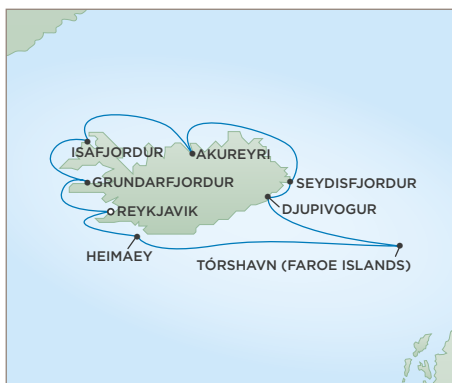 ISAFJORDUR
AKUREYRI
GRUNDARFJORDUR
SEYDISFJORDUR
REYKJAVIK
DJUPIVOGUR
HEIMAEY
TÓRSHAVN (FAROE ISLANDS)